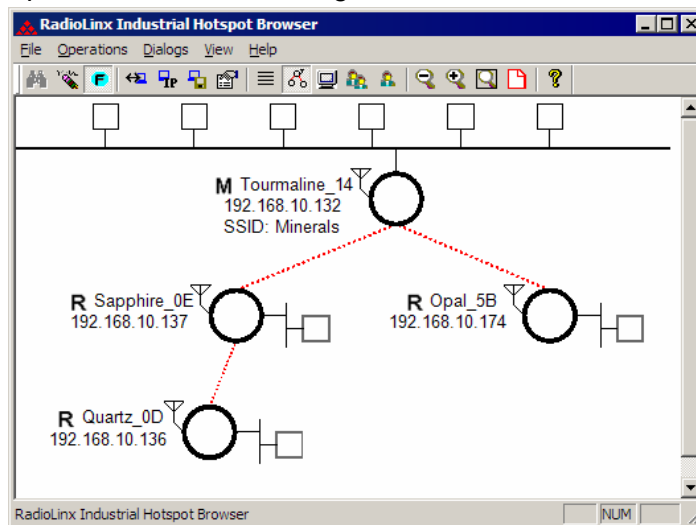 RadioLinx Industrial Hotspot Browser
File Operations Dialogs View Help
F IP ?
M Tourmaline_14
192.168.10.132
SSID: Minerals
R Sapphire_0E
192.168.10.137
R Opal_5B
192.168.10.174
R Quartz_0D
192.168.10.136
RadioLinx Industrial Hotspot Browser NUM